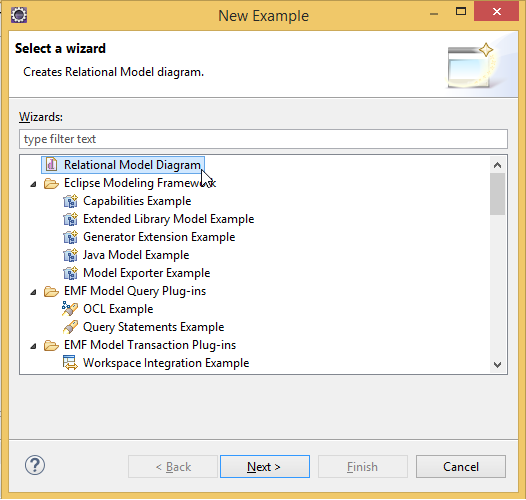 New Example
Select a wizard
Creates Relational Model diagram.
Wizards:
type filter text
Relational Model Diagram
Eclipse Modeling Framework
Capabilities Example
Extended Library Model Example
Generator Extension Example
Java Model Example
Model Exporter Example
EMF Model Query Plug-ins
OCL Example
Query Statements Example
EMF Model Transaction Plug-ins
Workspace Integration Example
? < Back Next > Finish Cancel